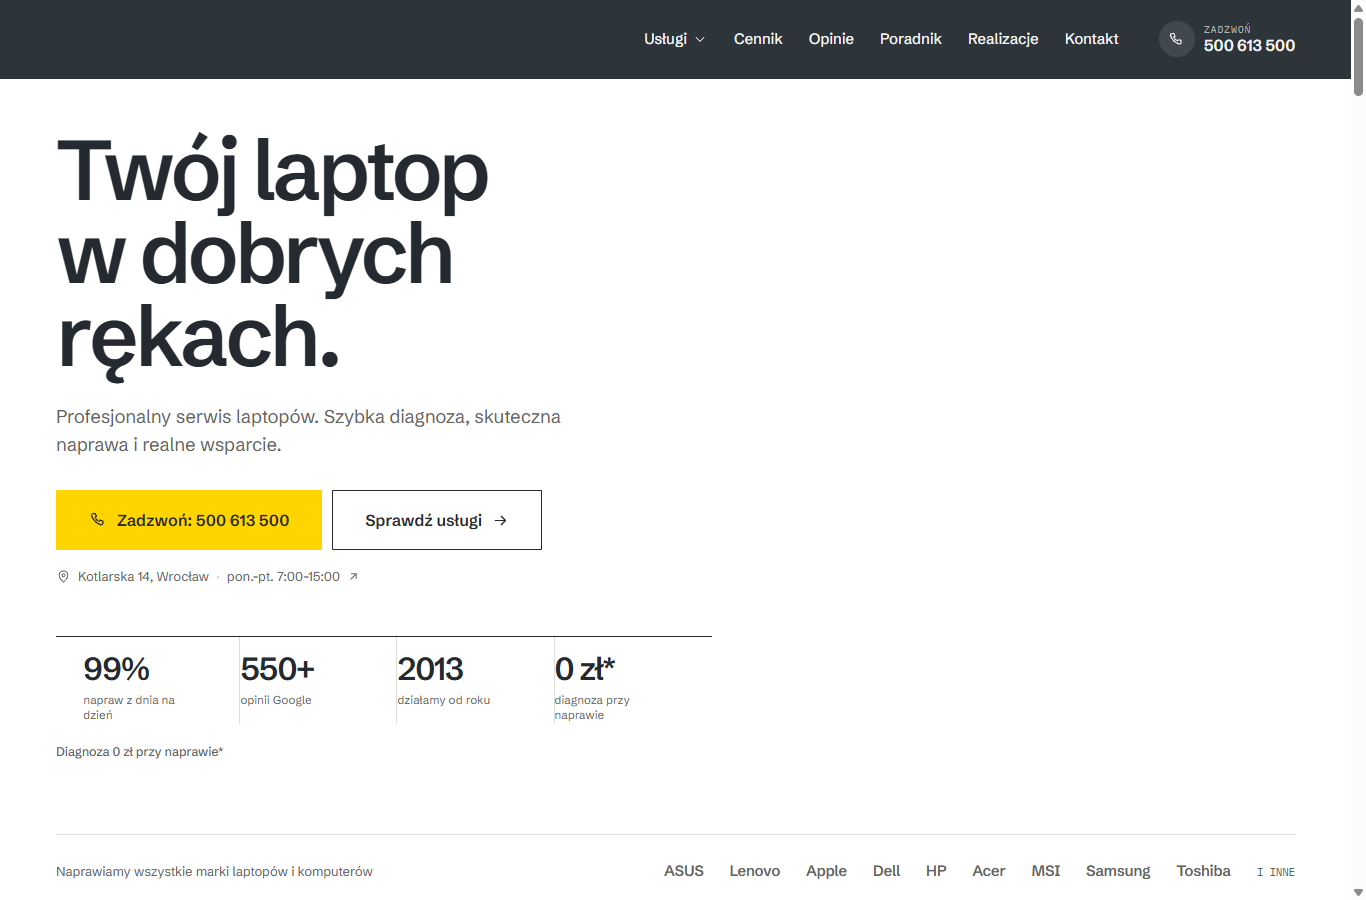 Usługi Cennik Opinie Poradnik Realizacje Kontakt
ZADZWOŃ
500 613 500
Twój laptop
w dobrych
rękach.
Profesjonalny serwis laptopów. Szybka diagnoza, skuteczna
naprawa i realne wsparcie.
Zadzwoń: 500 613 500
Sprawdź usługi →
Kotlarska 14, Wrocław · pon.-pt. 7:00-15:00 ↗
99%
napraw z dnia na
dzień
550+
opinii Google
2013
działamy od roku
0 zł*
diagnoza przy
naprawie
Diagnoza 0 zł przy naprawie*
Naprawiamy wszystkie marki laptopów i komputerów
ASUS Lenovo Apple Dell HP Acer MSI Samsung Toshiba I INNE